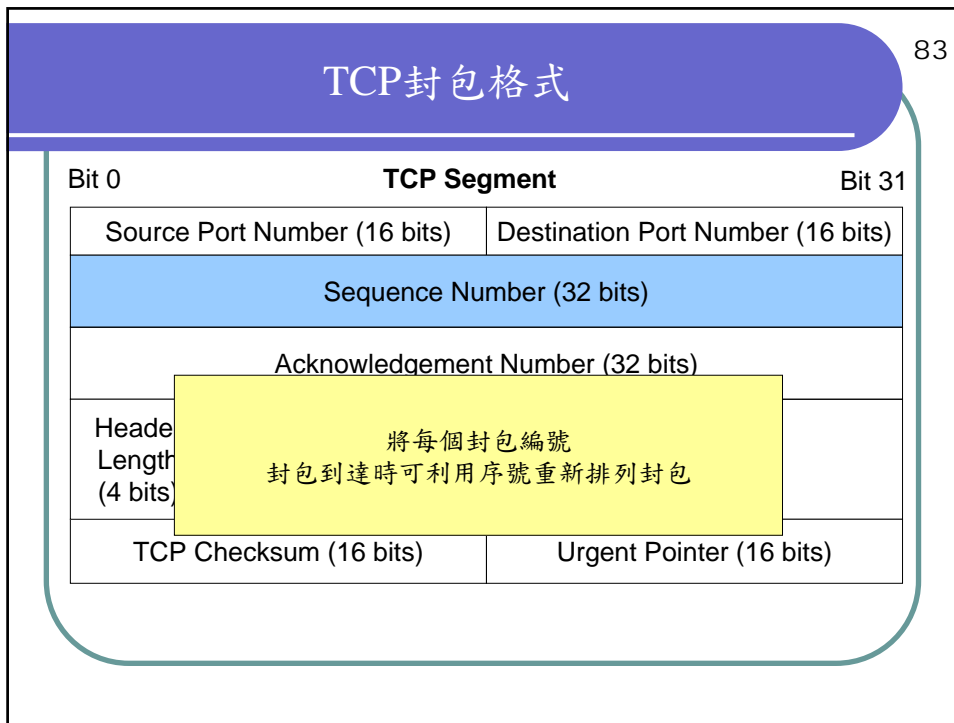 83
TCP封包格式
Bit 0 TCP Segment Bit 31
Source Port Number (16 bits) Destination Port Number (16 bits)
Sequence Number (32 bits)
Acknowledgement Number (32 bits)
Heade
Length
(4 bits)
將每個封包編號
封包到達時可利用序號重新排列封包
TCP Checksum (16 bits) Urgent Pointer (16 bits)